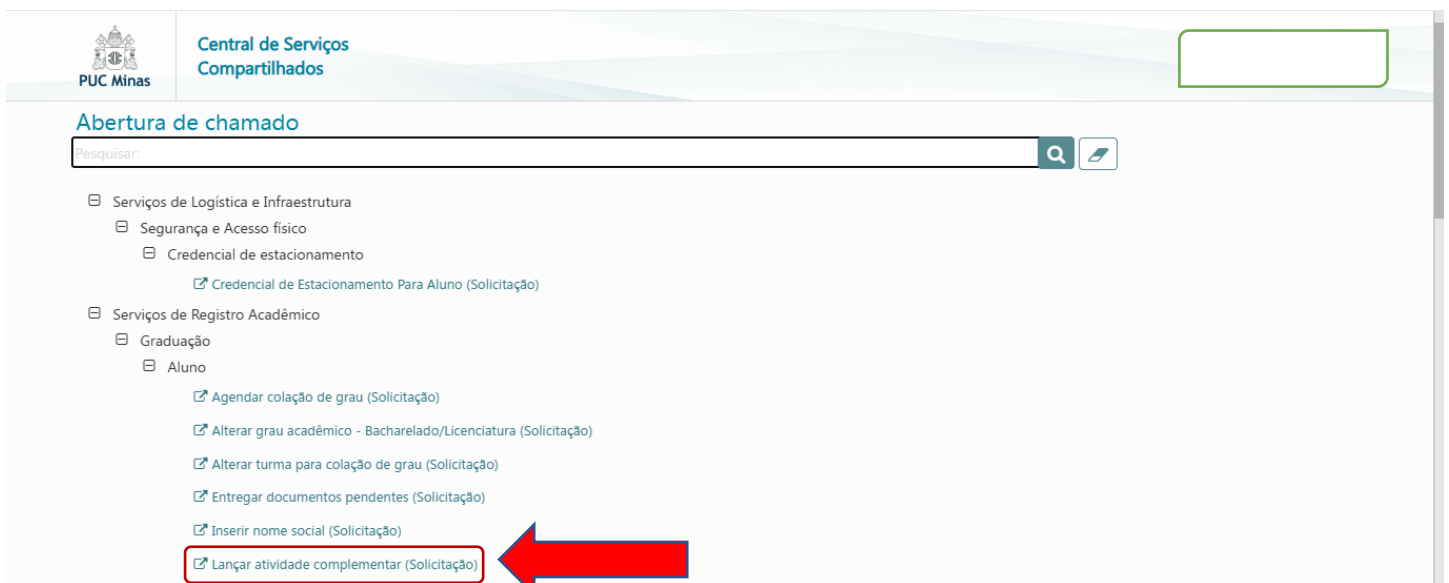 PUC Minas
Central de Serviços
Compartilhados
Abertura de chamado
Pesquisar:
Serviços de Logística e Infraestrutura
Segurança e Acesso físico
Credencial de estacionamento
Credencial de Estacionamento Para Aluno (Solicitação)
Serviços de Registro Acadêmico
Graduação
Aluno
Agendar colação de grau (Solicitação)
Alterar grau acadêmico - Bacharelado/Licenciatura (Solicitação)
Alterar turma para colação de grau (Solicitação)
Entregar documentos pendentes (Solicitação)
Inserir nome social (Solicitação)
Lançar atividade complementar (Solicitação)